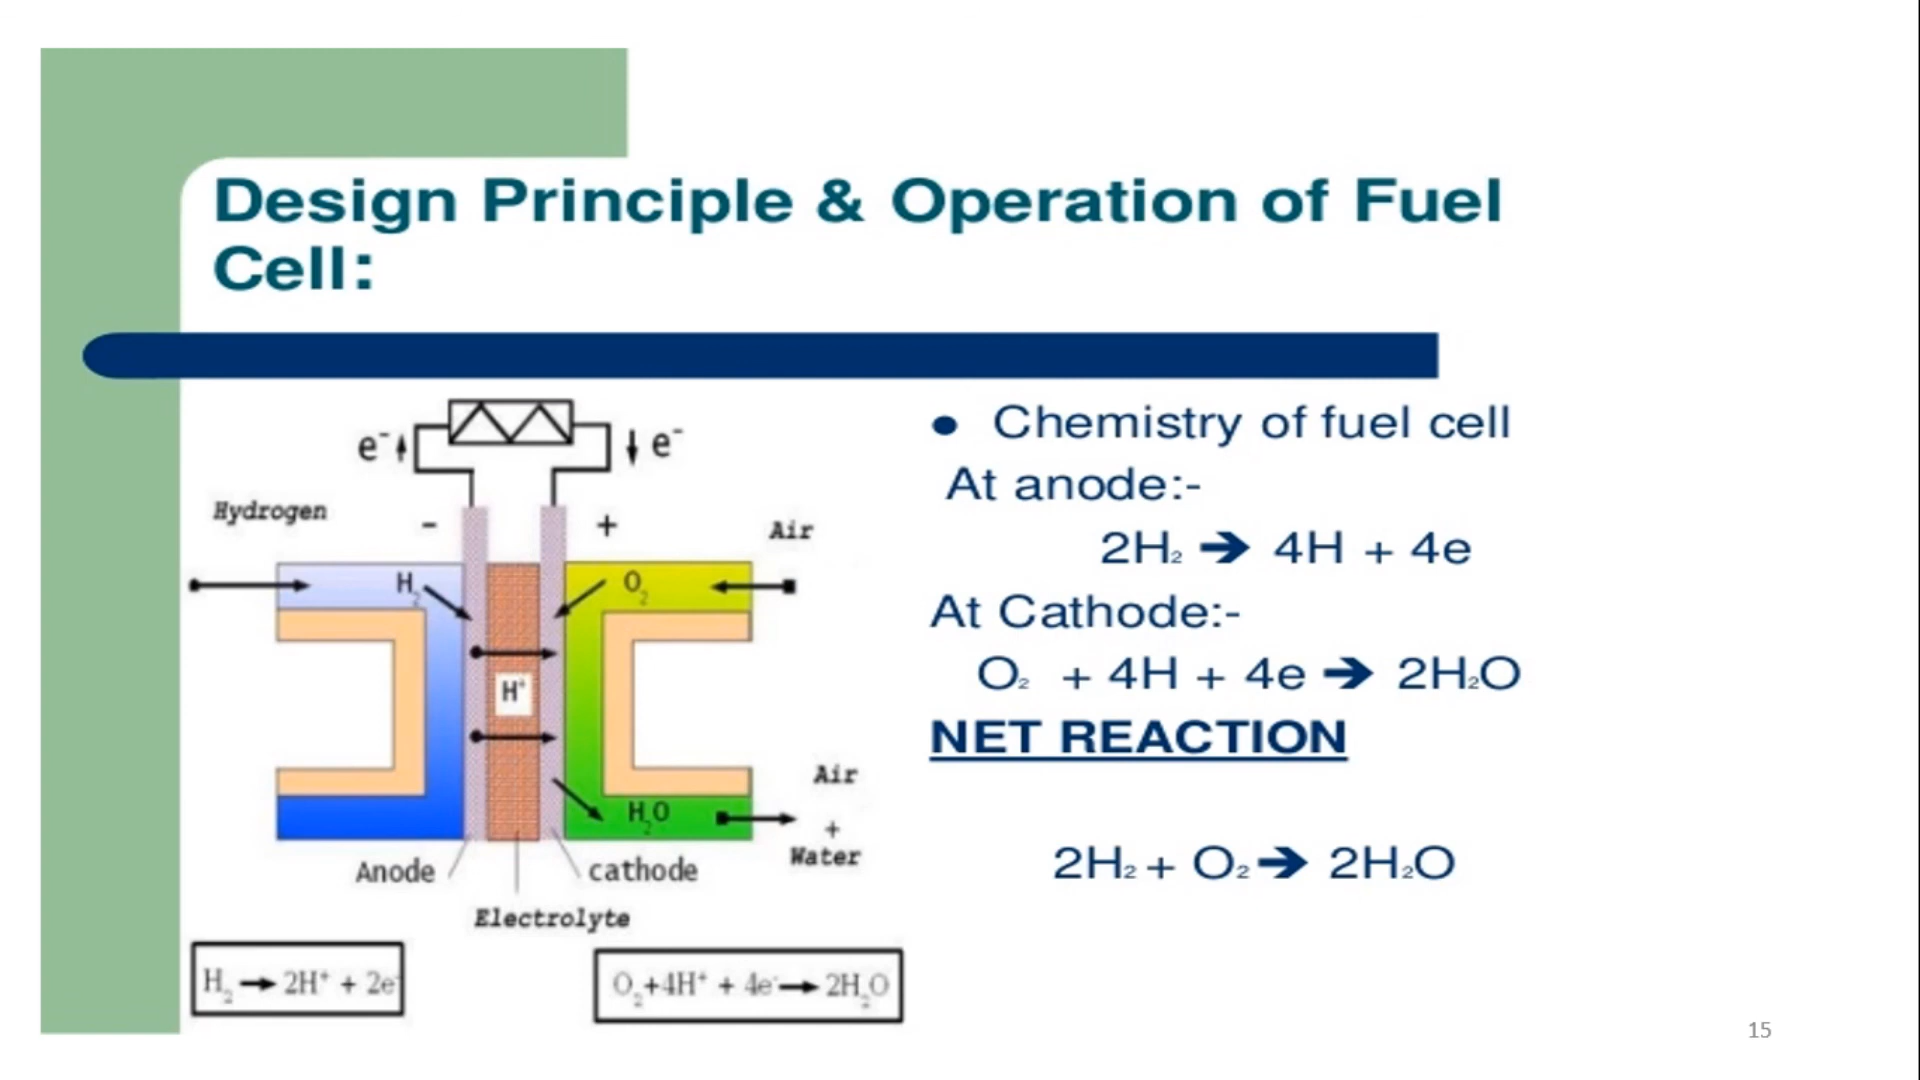 Design Principle & Operation of Fuel
Cell:
e⁻
e⁻
Hydrogen
-
+
Air
H₂
O₂
H⁺
H₂O
Air
+
Water
Anode
cathode
Electrolyte
H₂ → 2H⁺ + 2e⁻
O₂+4H⁺ + 4e⁻→ 2H₂O
● Chemistry of fuel cell
At anode:-
2H₂ ➔ 4H + 4e
At Cathode:-
O₂ + 4H + 4e ➔ 2H₂O
NET REACTION
2H₂ + O₂➔ 2H₂O
15